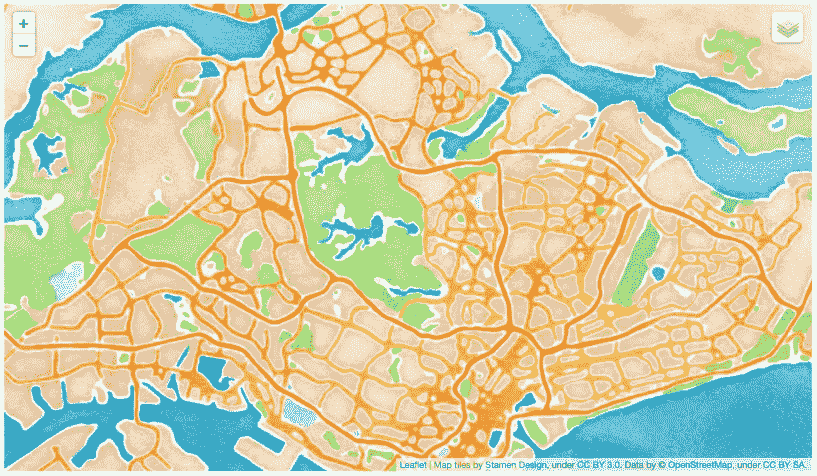 +
−
Leaflet | Map tiles by Stamen Design, under CC BY 3.0. Data by © OpenStreetMap, under CC BY SA.